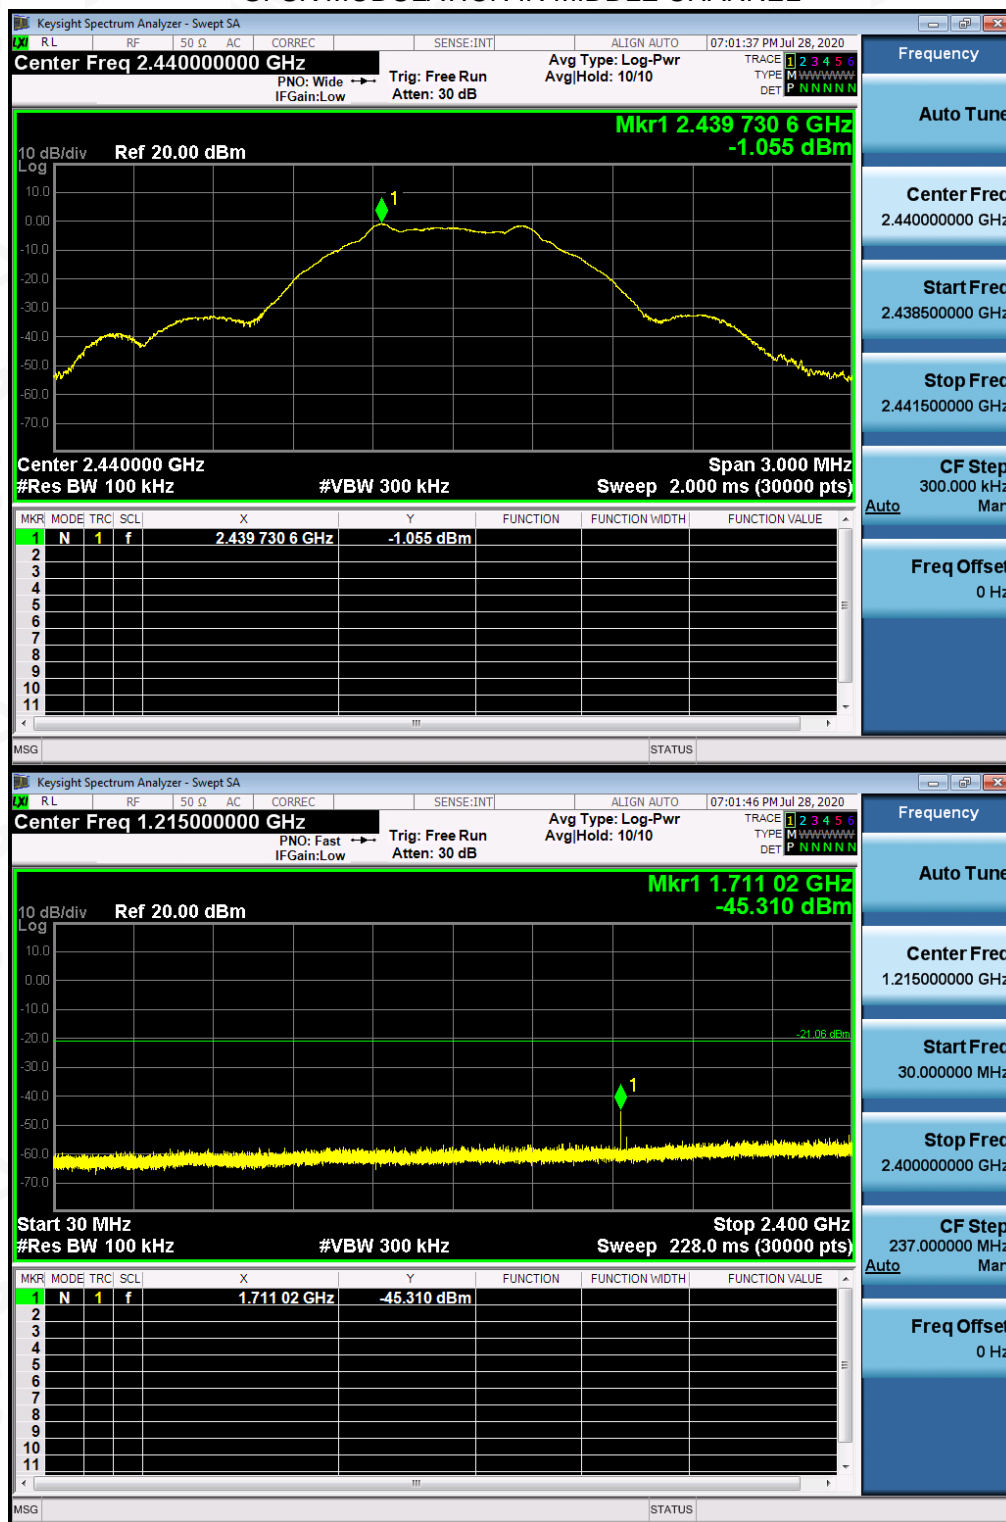 Keysight Spectrum Analyzer - Swept SA
LXI RL RF 50 Ω AC CORREC SENSE:INT ALIGN AUTO 07:01:37 PM Jul 28, 2020
Center Freq 2.440000000 GHz
PNO: Wide
IFGain:Low
Trig: Free Run
Atten: 30 dB
Avg Type: Log-Pwr
Avg|Hold: 10/10
TRACE 1 2 3 4 5 6
TYPE M WWWWW
DET P N N N N N
Mkr1 2.439 730 6 GHz
-1.055 dBm
10 dB/div Ref 20.00 dBm
Log
10.0
0.00
-10.0
-20.0
-30.0
-40.0
-50.0
-60.0
-70.0
1
Center 2.440000 GHz Span 3.000 MHz
#Res BW 100 kHz #VBW 300 kHz Sweep 2.000 ms (30000 pts)
MKR MODE TRC SCL X Y FUNCTION FUNCTION WIDTH FUNCTION VALUE
1 N 1 f 2.439 730 6 GHz -1.055 dBm
2
3
4
5
6
7
8
9
10
11
MSG STATUS
Frequency
Auto Tune
Center Freq
2.440000000 GHz
Start Freq
2.438500000 GHz
Stop Freq
2.441500000 GHz
CF Step
300.000 kHz
Auto Man
Freq Offset
0 Hz
Keysight Spectrum Analyzer - Swept SA
LXI RL RF 50 Ω AC CORREC SENSE:INT ALIGN AUTO 07:01:46 PM Jul 28, 2020
Center Freq 1.215000000 GHz
PNO: Fast
IFGain:Low
Trig: Free Run
Atten: 30 dB
Avg Type: Log-Pwr
Avg|Hold: 10/10
TRACE 1 2 3 4 5 6
TYPE M WWWWW
DET P N N N N N
Mkr1 1.711 02 GHz
-45.310 dBm
10 dB/div Ref 20.00 dBm
Log
10.0
0.00
-10.0
-20.0
-30.0
-40.0
-50.0
-60.0
-70.0
-21.06 dBm
1
Start 30 MHz Stop 2.400 GHz
#Res BW 100 kHz #VBW 300 kHz Sweep 228.0 ms (30000 pts)
MKR MODE TRC SCL X Y FUNCTION FUNCTION WIDTH FUNCTION VALUE
1 N 1 f 1.711 02 GHz -45.310 dBm
2
3
4
5
6
7
8
9
10
11
MSG STATUS
Frequency
Auto Tune
Center Freq
1.215000000 GHz
Start Freq
30.000000 MHz
Stop Freq
2.400000000 GHz
CF Step
237.000000 MHz
Auto Man
Freq Offset
0 Hz